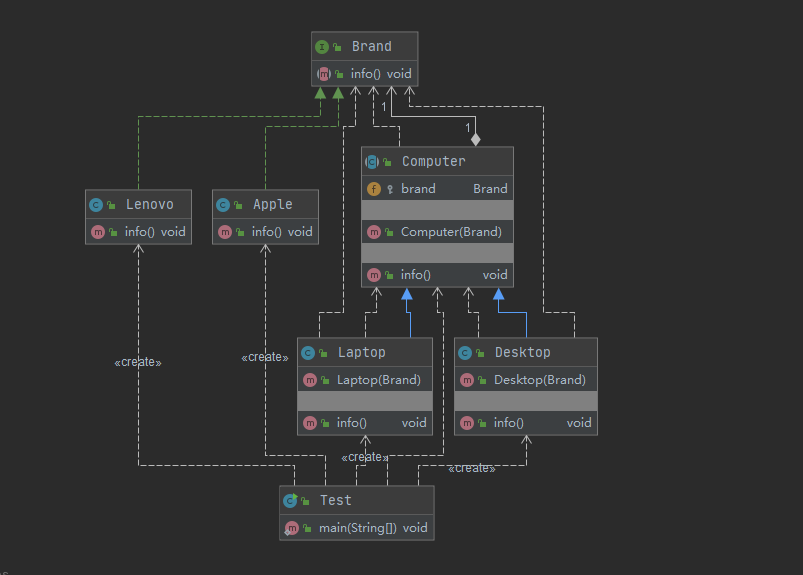 Brand
info() void
1
1
Computer
brand Brand
Computer(Brand)
info() void
Lenovo
info() void
Apple
info() void
«create»
«create»
Laptop
Laptop(Brand)
info() void
Desktop
Desktop(Brand)
info() void
«create»
«create»
Test
main(String[]) void